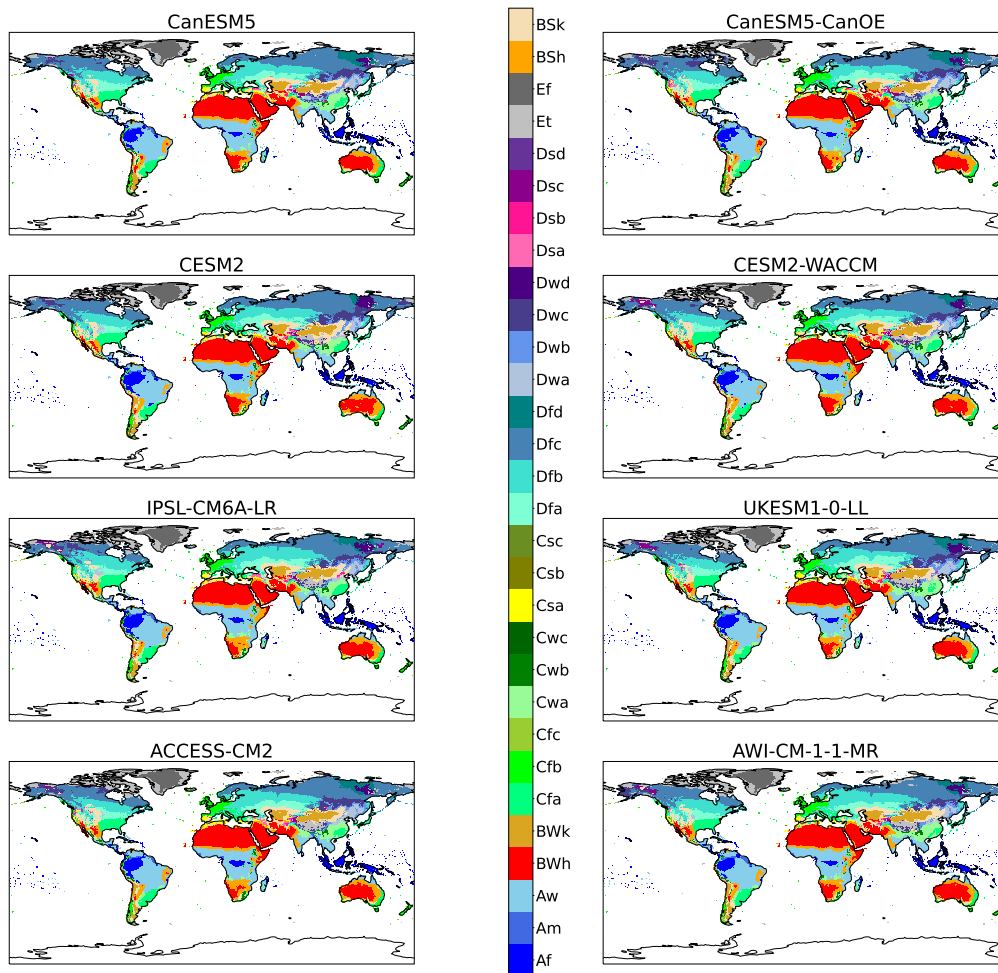 CanESM5
CanESM5-CanOE
CESM2
CESM2-WACCM
IPSL-CM6A-LR
UKESM1-0-LL
ACCESS-CM2
AWI-CM-1-1-MR
BSk
BSh
Ef
Et
Dsd
Dsc
Dsb
Dsa
Dwd
Dwc
Dwb
Dwa
Dfd
Dfc
Dfb
Dfa
Csc
Csb
Csa
Cwc
Cwb
Cwa
Cfc
Cfb
Cfa
BWk
BWh
Aw
Am
Af